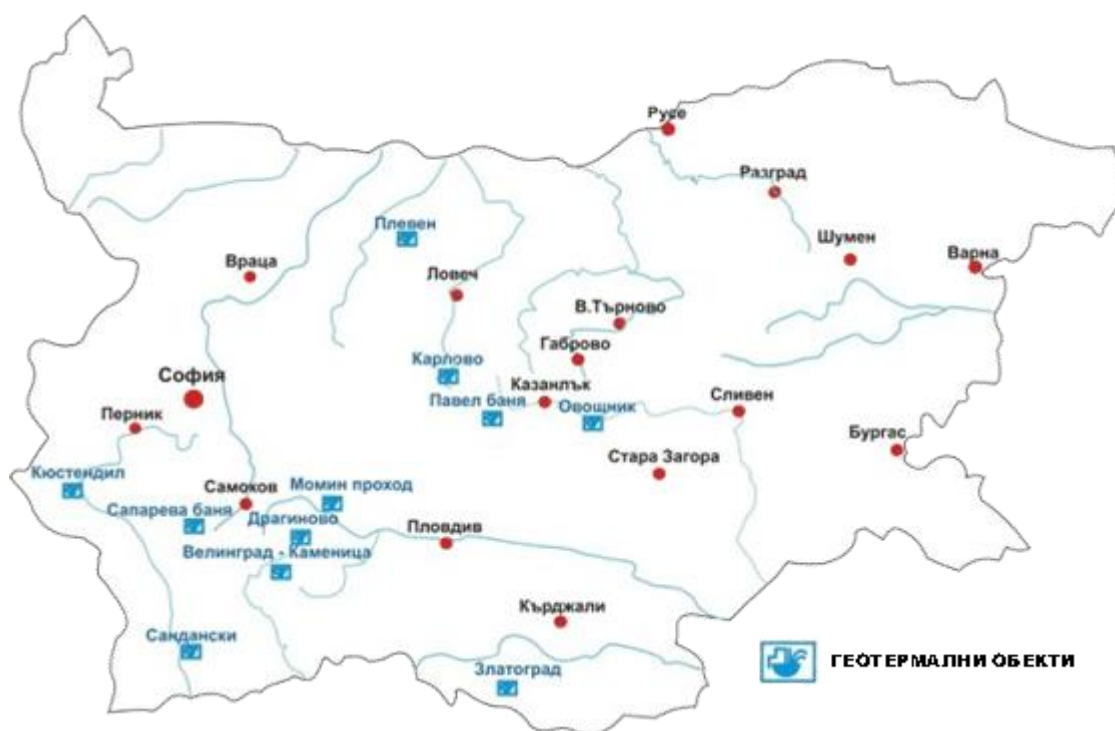 Русе
Разград
Плевен
Шумен
Варна
Враца
Ловеч
В.Търново
Габрово
Карлово
София
Казанлък
Павел баня
Овощник
Сливен
Перник
Бургас
Стара Загора
Кюстендил
Самоков
Момин проход
Сапарева баня
Драгиново
Пловдив
Велинград - Каменица
Кърджали
Сандански
Златоград
ГЕОТЕРМАЛНИ ОБЕКТИ